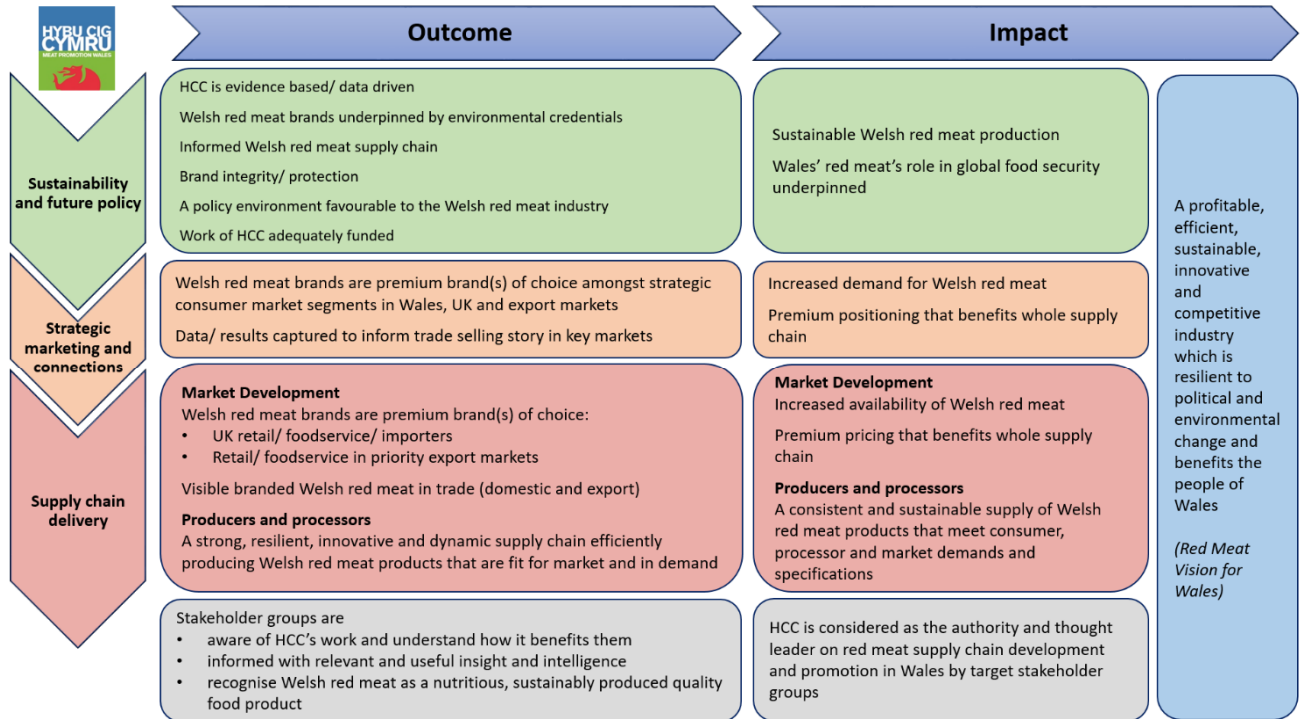 HYBU CIG
CYMRU
MEAT PROMOTION WALES
Outcome
Impact
Sustainability
and future policy
HCC is evidence based/ data driven
Welsh red meat brands underpinned by environmental credentials
Informed Welsh red meat supply chain
Brand integrity/ protection
A policy environment favourable to the Welsh red meat industry
Work of HCC adequately funded
Sustainable Welsh red meat production
Wales' red meat's role in global food security
underpinned
Strategic
marketing and
connections
Welsh red meat brands are premium brand(s) of choice amongst strategic
consumer market segments in Wales, UK and export markets
Data/ results captured to inform trade selling story in key markets
Increased demand for Welsh red meat
Premium positioning that benefits whole supply
chain
Supply chain
delivery
Market Development
Welsh red meat brands are premium brand(s) of choice:
• UK retail/ foodservice/ importers
• Retail/ foodservice in priority export markets
Visible branded Welsh red meat in trade (domestic and export)
Producers and processors
A strong, resilient, innovative and dynamic supply chain efficiently
producing Welsh red meat products that are fit for market and in demand
Market Development
Increased availability of Welsh red meat
Premium pricing that benefits whole supply
chain
Producers and processors
A consistent and sustainable supply of Welsh
red meat products that meet consumer,
processor and market demands and
specifications
Stakeholder groups are
• aware of HCC's work and understand how it benefits them
• informed with relevant and useful insight and intelligence
• recognise Welsh red meat as a nutritious, sustainably produced quality
food product
HCC is considered as the authority and thought
leader on red meat supply chain development
and promotion in Wales by target stakeholder
groups
A profitable,
efficient,
sustainable,
innovative
and
competitive
industry
which is
resilient to
political and
environmental
change and
benefits the
people of
Wales
(Red Meat
Vision for
Wales)